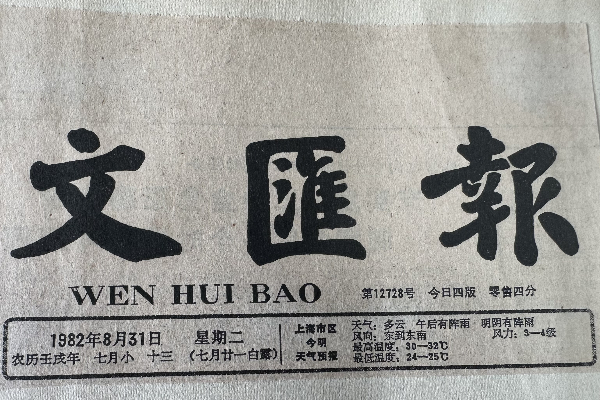 文匯報
WEN HUI BAO 第12728号 今日四版 零售四分
1982年8月31日 星期二
农历壬戌年 七月小 十三 (七月廿一白露)
上海市区
今明
天气预报
天气：多云 午后有阵雨 明阴有阵雨
风向：东到东南 风力：3—4级
最高温度：30—32℃
最低温度：24—25℃